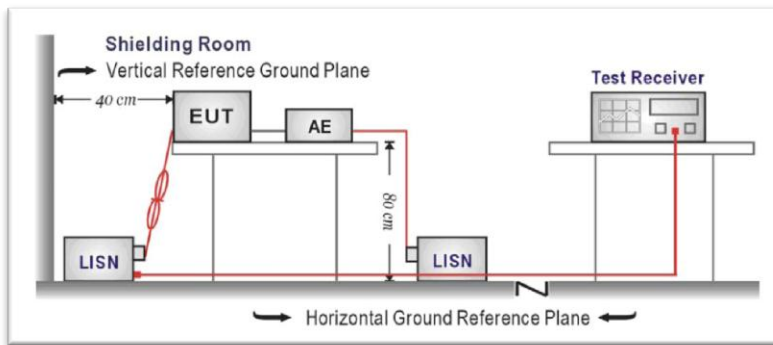 Shielding Room
Vertical Reference Ground Plane
Test Receiver
40 cm
EUT
AE
80 cm
LISN
LISN
Horizontal Ground Reference Plane